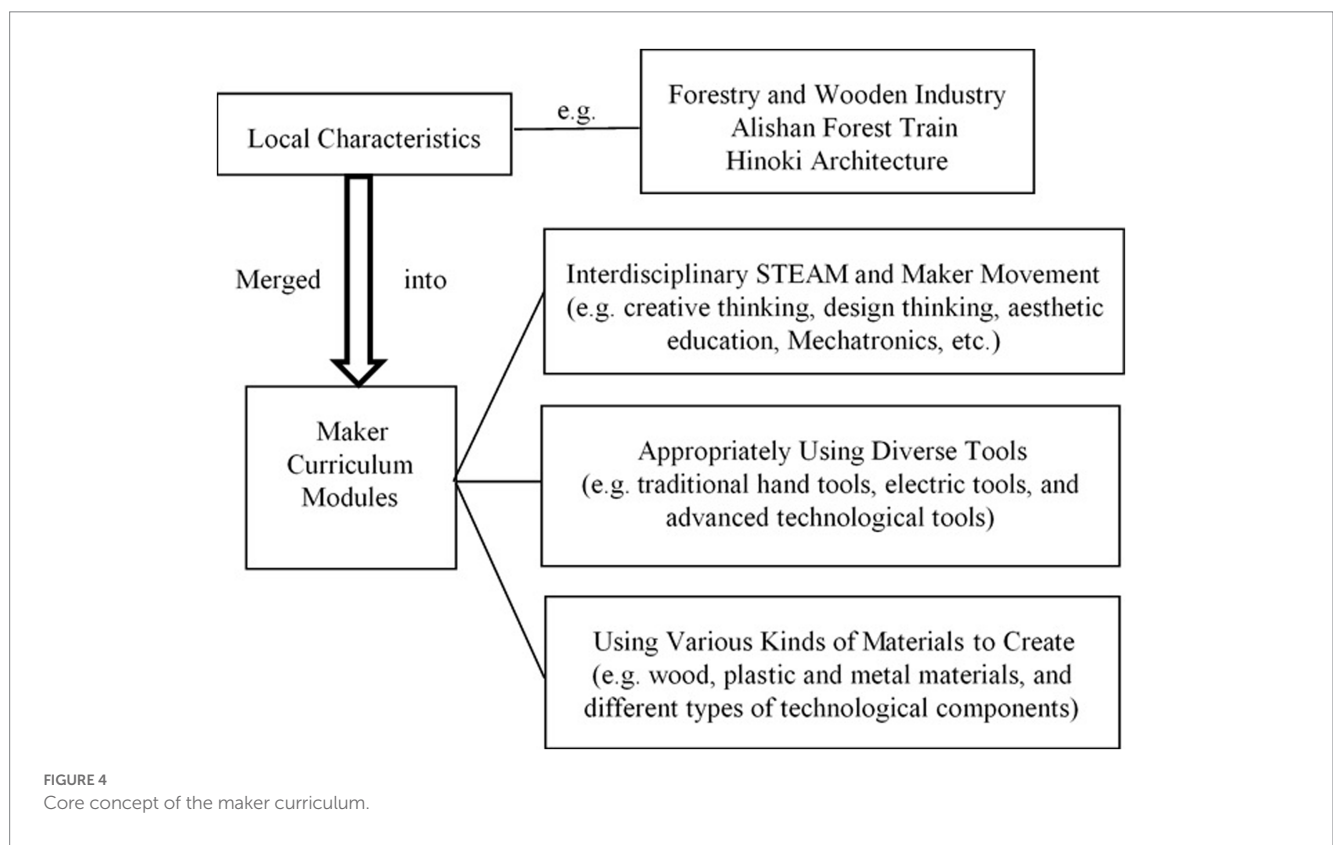 Local Characteristics
e.g.
Forestry and Wooden Industry
Alishan Forest Train
Hinoki Architecture
Merged into
Maker
Curriculum
Modules
Interdisciplinary STEAM and Maker Movement
(e.g. creative thinking, design thinking, aesthetic
education, Mechatronics, etc.)
Appropriately Using Diverse Tools
(e.g. traditional hand tools, electric tools, and
advanced technological tools)
Using Various Kinds of Materials to Create
(e.g. wood, plastic and metal materials, and
different types of technological components)
FIGURE 4
Core concept of the maker curriculum.